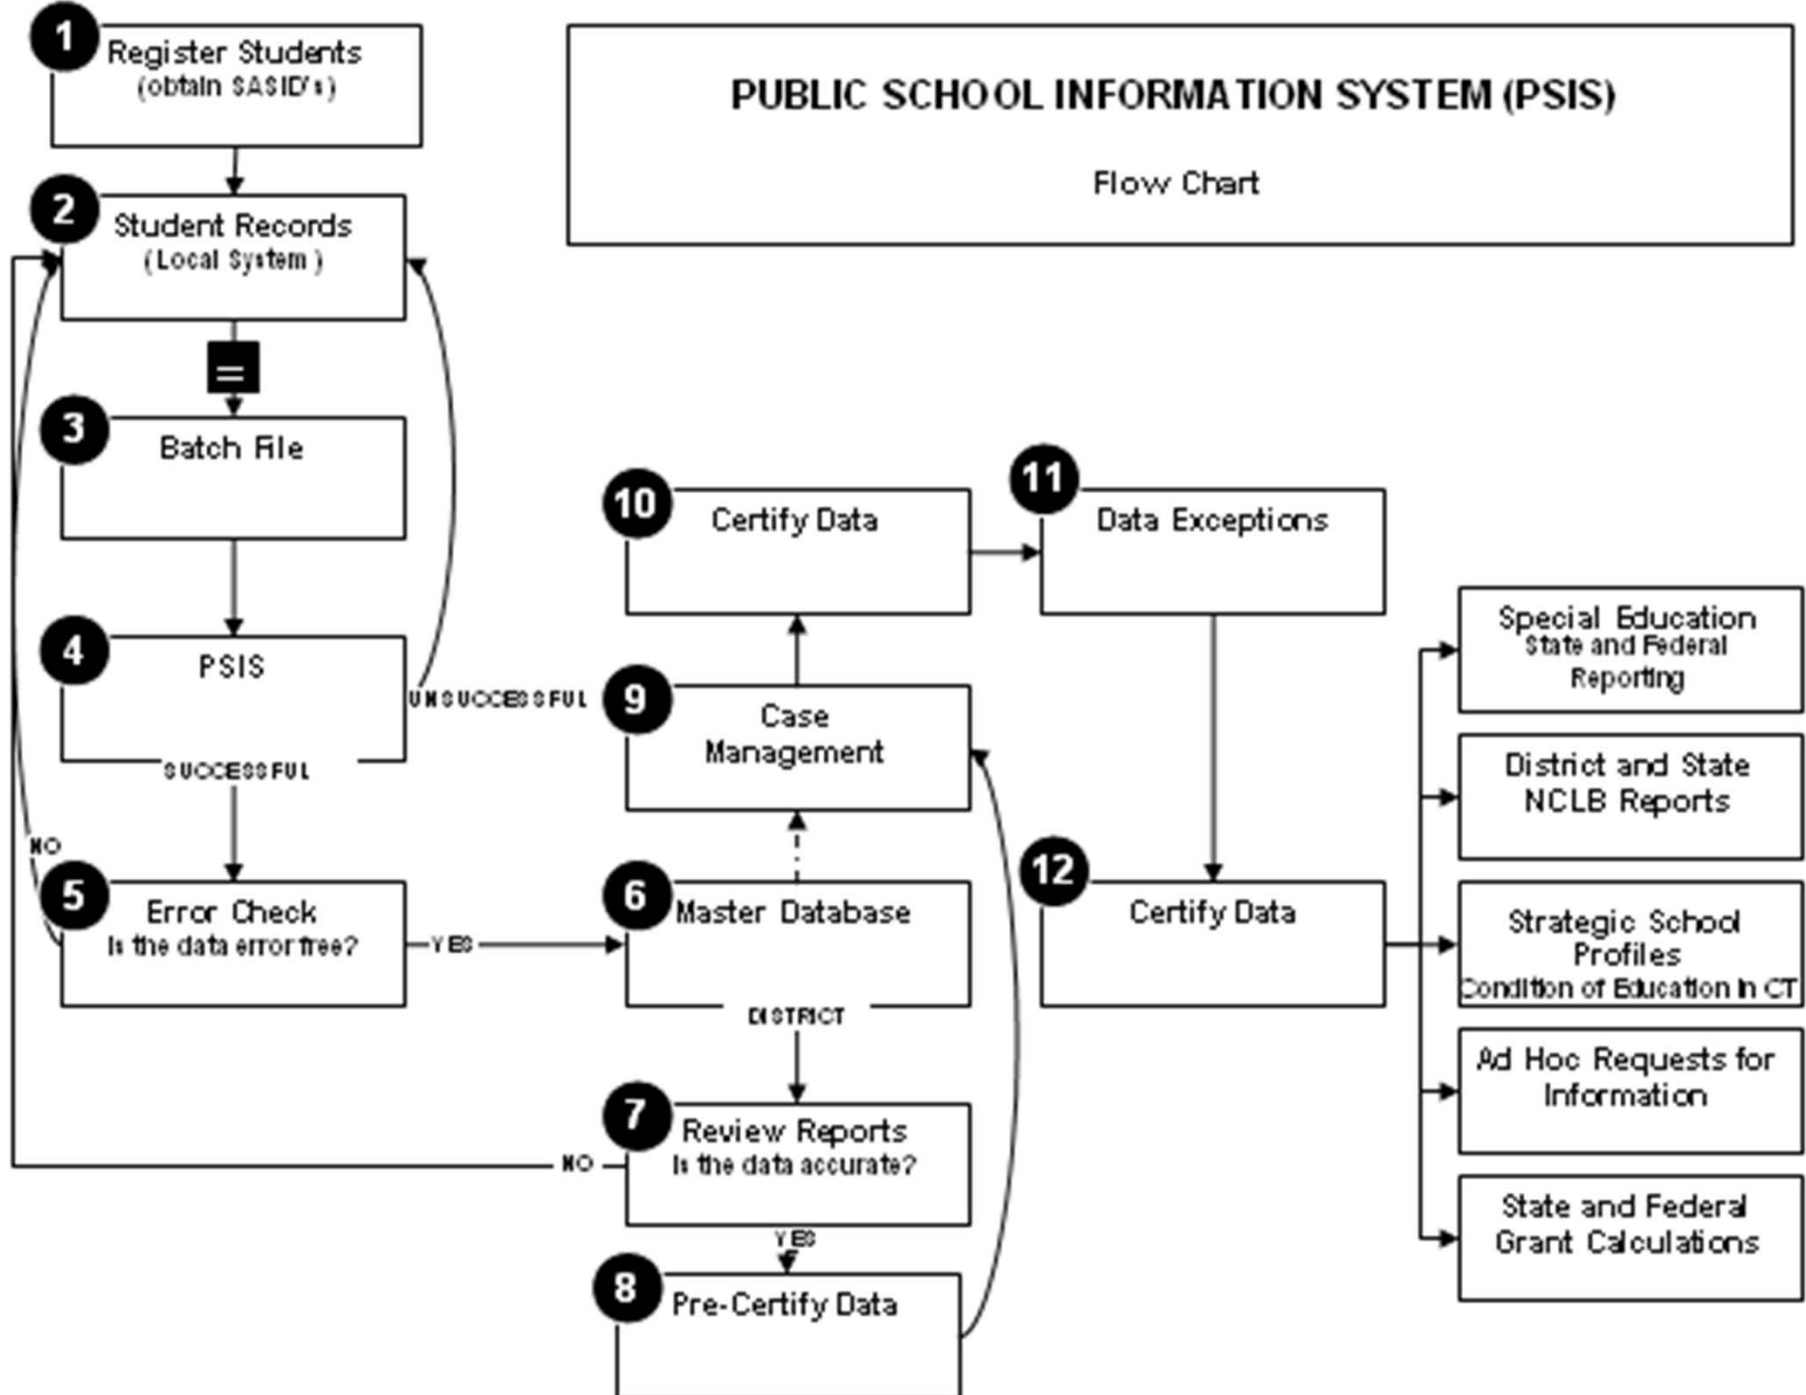 1
Register Students
(obtain SASID's)
PUBLIC SCHOOL INFORMATION SYSTEM (PSIS)
Flow Chart
2
Student Records
(Local System)
=
3
Batch File
4
PSIS
UNSUCCESSFUL
SUCCESSFUL
NO
5
Error Check
Is the data error free?
YES
6
Master Database
DISTRICT
7
Review Reports
Is the data accurate?
NO
YES
8
Pre-Certify Data
9
Case
Management
10
Certify Data
11
Data Exceptions
12
Certify Data
Special Education
State and Federal
Reporting
District and State
NCLB Reports
Strategic School
Profiles
Condition of Education in CT
Ad Hoc Requests for
Information
State and Federal
Grant Calculations